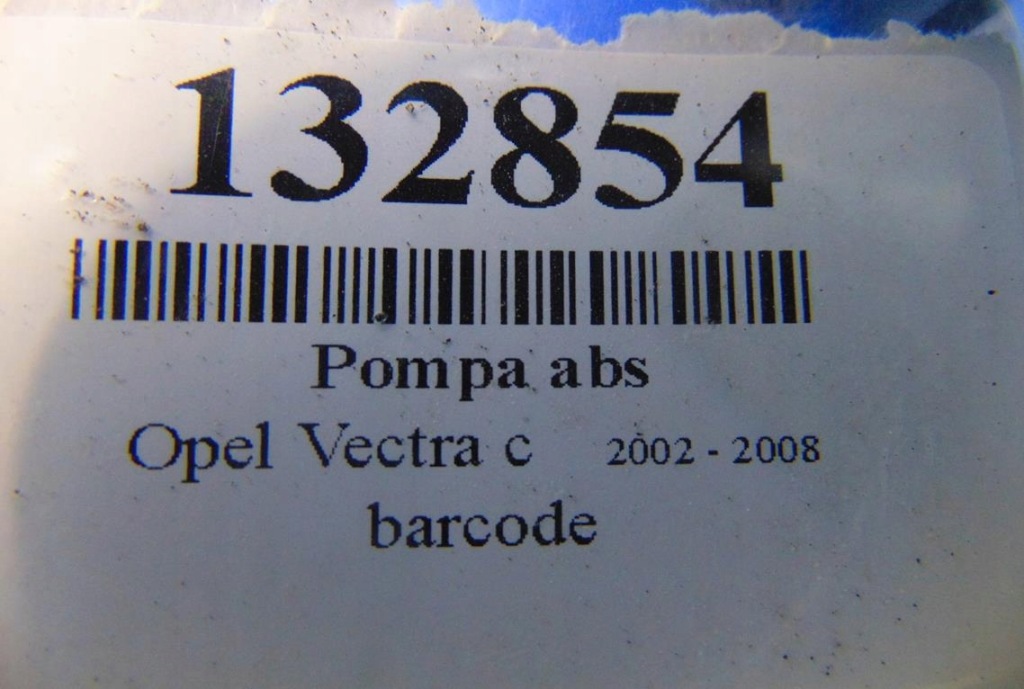 132854
Pompa abs
Opel Vectra c 2002 - 2008
barcode